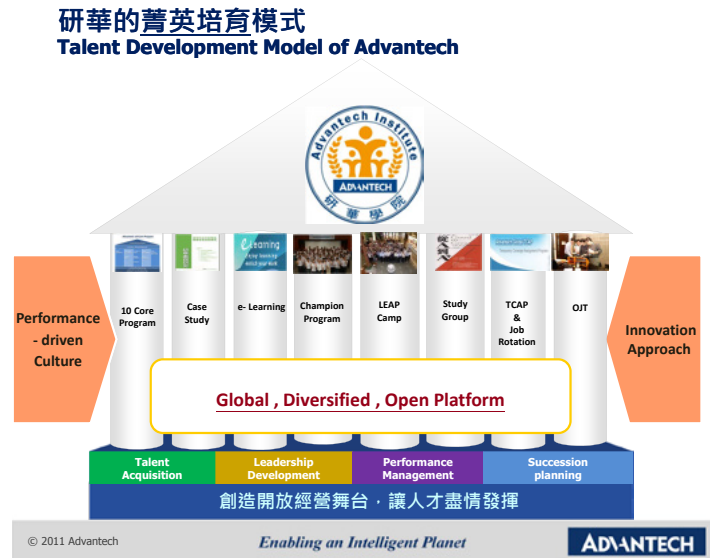 研華的菁英培育模式
Talent Development Model of Advantech
Advantech Institute
ADVANTECH
研華學院
e Learning
10 Core
Program
Case
Study
e- Learning
Champion
Program
LEAP
Camp
Study
Group
TCAP
&
Job
Rotation
OJT
Performance
- driven
Culture
Innovation
Approach
Global , Diversified , Open Platform
Talent
Acquisition
Leadership
Development
Performance
Management
Succession
planning
創造開放經營舞台，讓人才盡情發揮
© 2011 Advantech
Enabling an Intelligent Planet
ADVANTECH